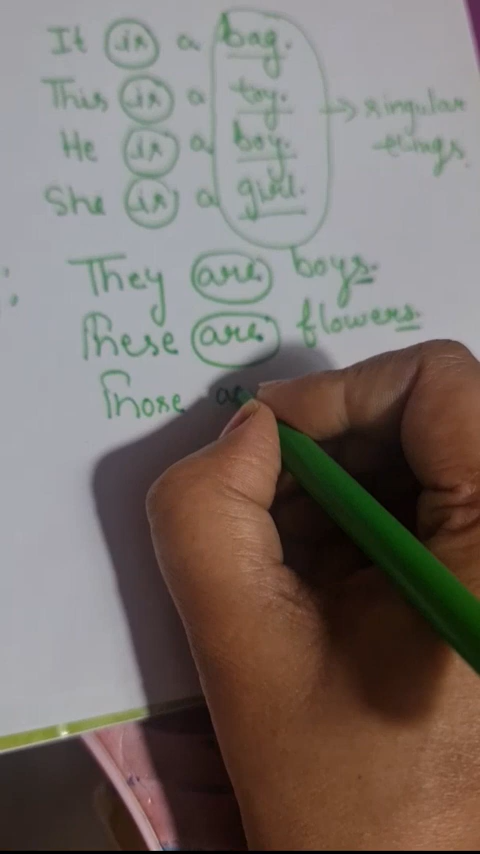 It is a bag.
This is a toy. → singular
He is a boy. things.
She is a girl.
: They are boys.
These are flowers.
Those a